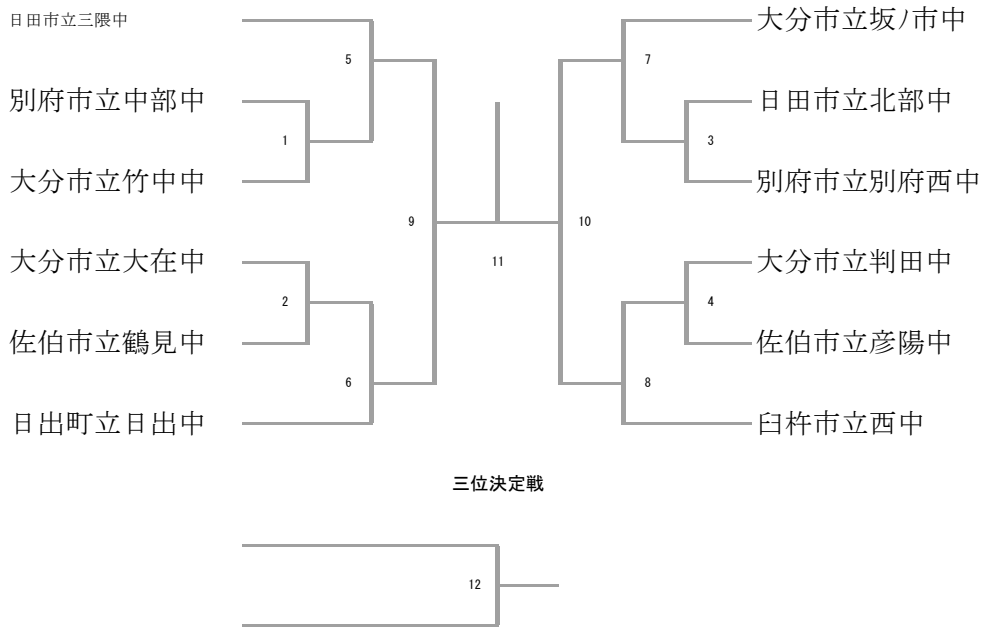 日田市立三隈中
大分市立坂ノ市中
5
7
別府市立中部中
日田市立北部中
1
3
大分市立竹中中
別府市立別府西中
9
10
大分市立大在中
11
大分市立判田中
2
4
佐伯市立鶴見中
佐伯市立彦陽中
6
8
日出町立日出中
臼杵市立西中
三位決定戦
12